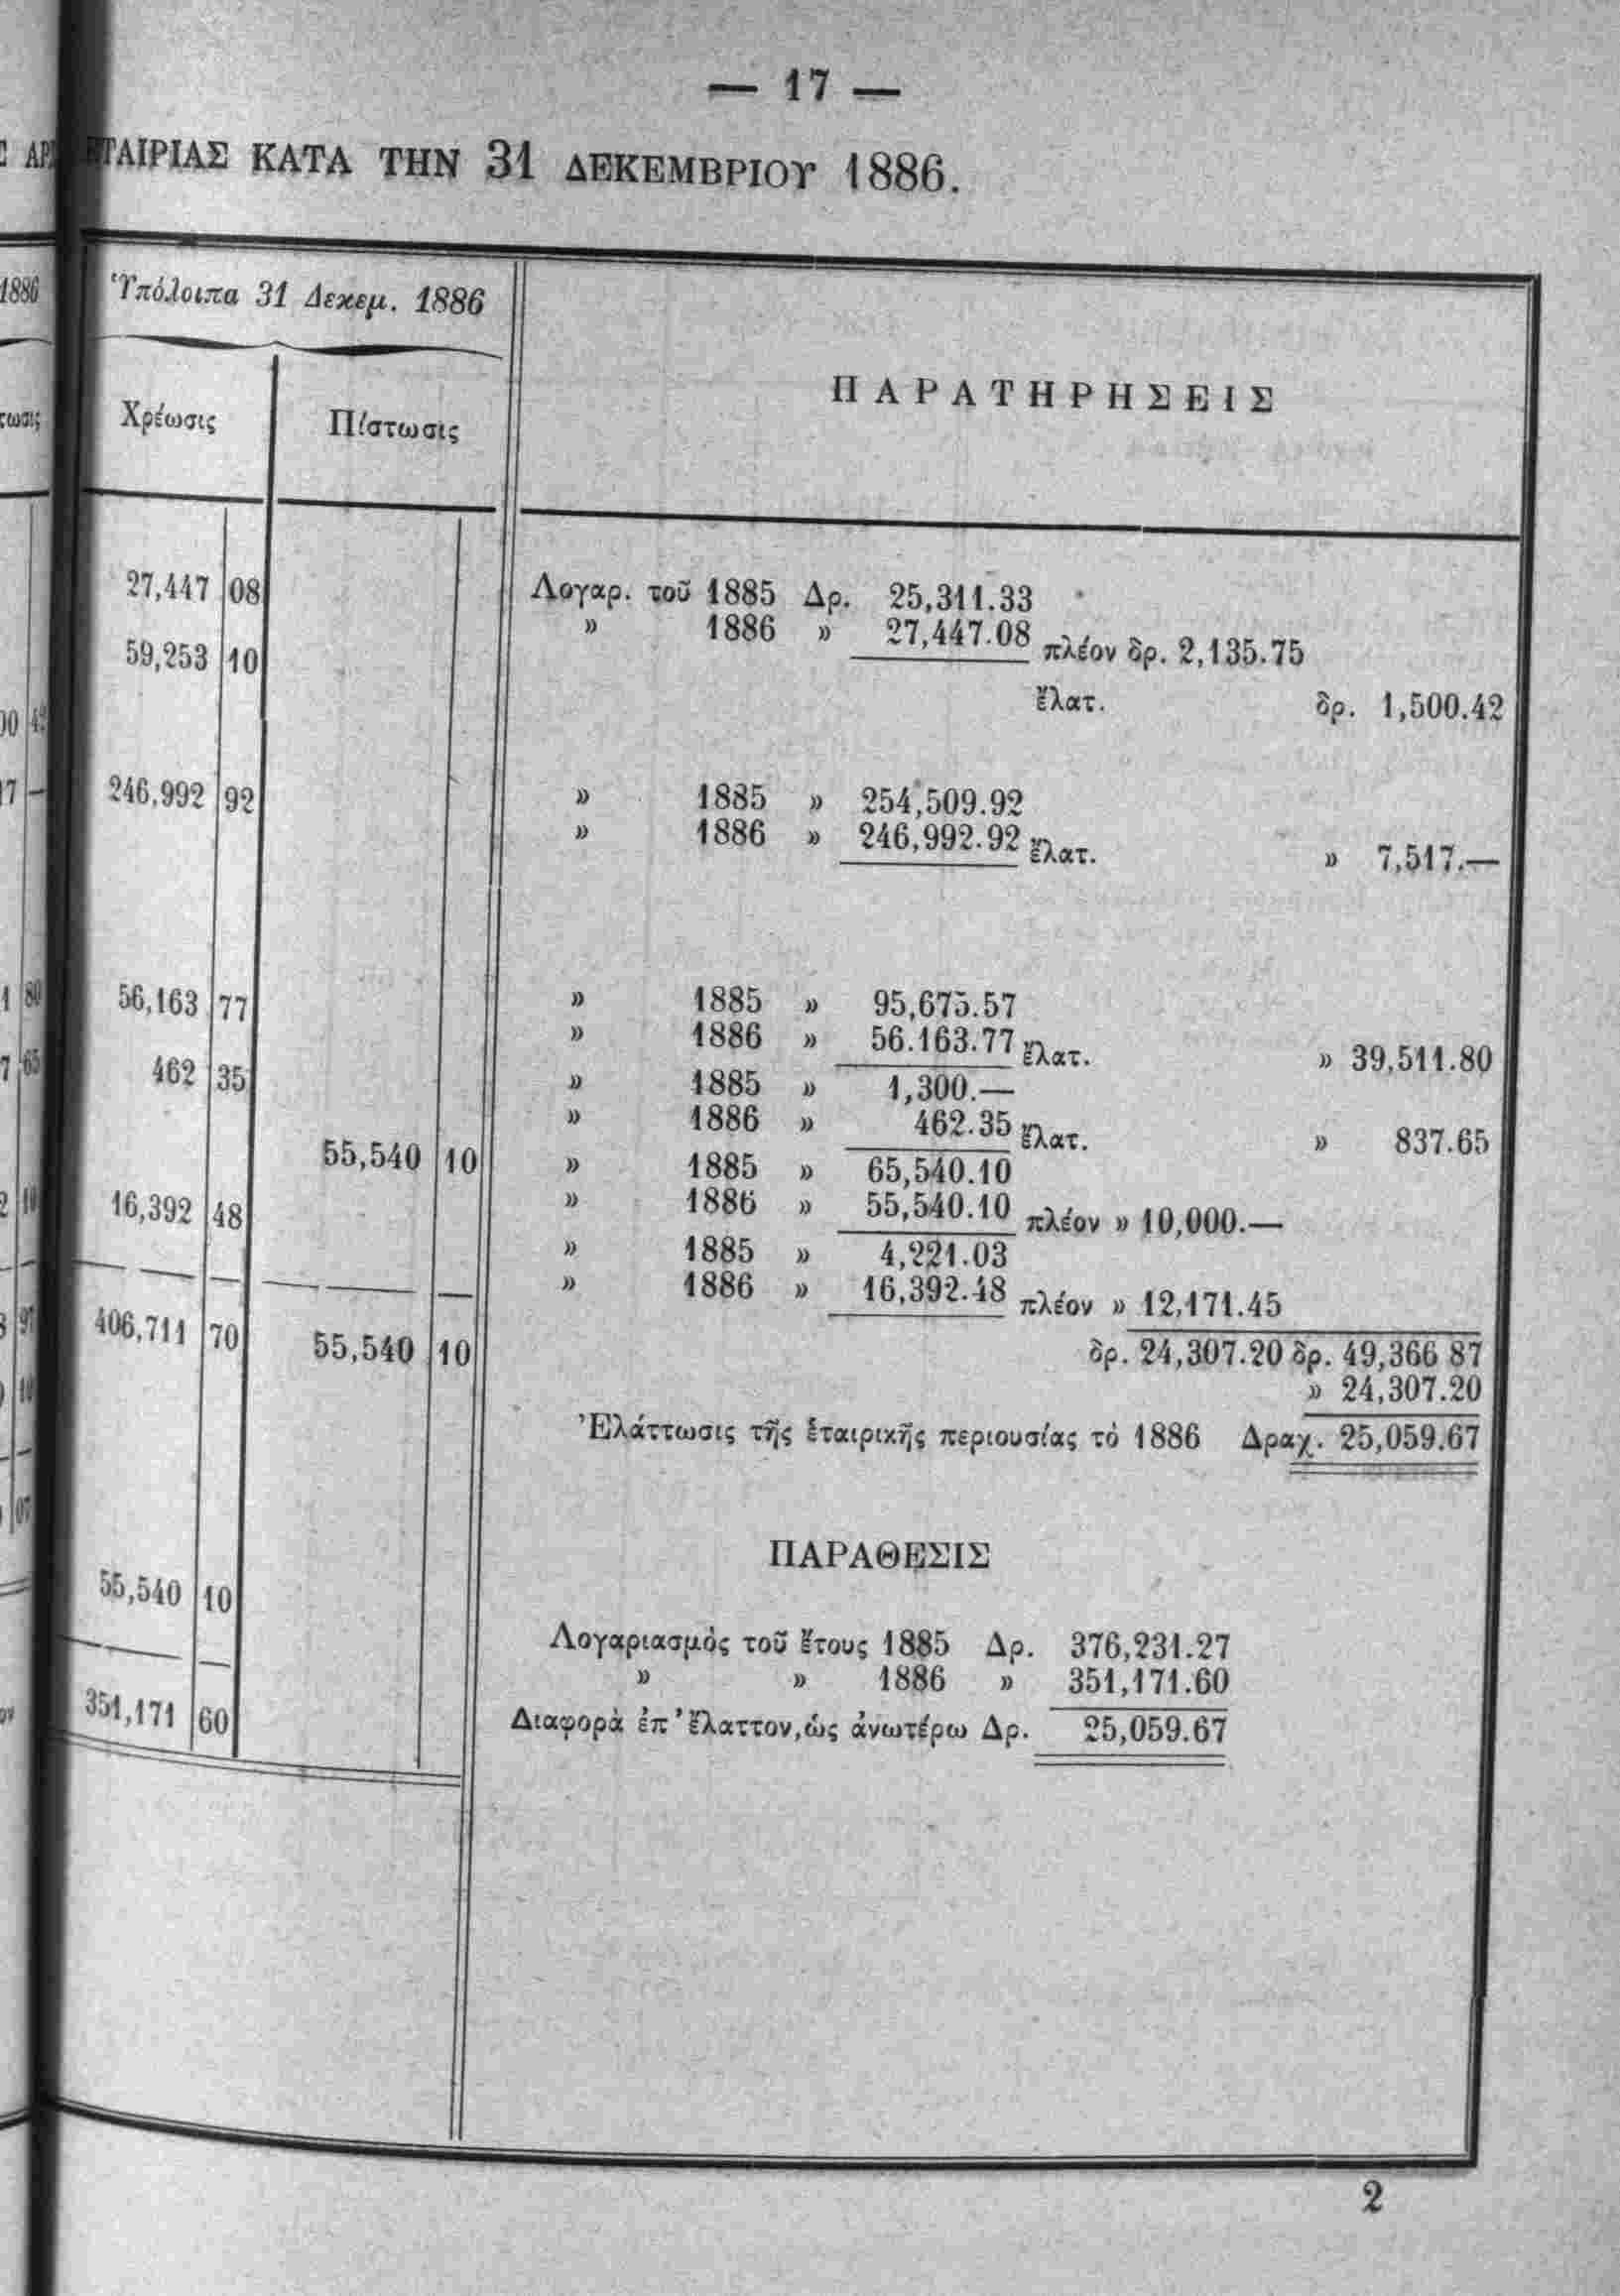 — 17 —
ΕΤΑΙΡΙΑΣ ΚΑΤΑ ΤΗΝ 31 ΔΕΚΕΜΒΡΙΟΥ 1886.
Ὑπόλοιπα 31 Δεκεμ. 1886
Χρέωσις Πίστωσις
ΠΑΡΑΤΗΡΗΣΕΙΣ
27,447 08 Λογαρ. τοῦ 1885 Δρ. 25,311.33
» 1886 » 27,447.08 πλέον δρ. 2,135.75
59,253 10
ἔλατ. δρ. 1,500.42
246,992 92 » 1885 » 254,509.92
» 1886 » 246,992.92 ἔλατ. » 7,517.—
56,163 77 » 1885 » 95,675.57
» 1886 » 56.163.77 ἔλατ. » 39,511.80
462 35 » 1885 » 1,300.—
» 1886 » 462.35 ἔλατ. » 837.65
55,540 10 » 1885 » 65,540.10
16,392 48 » 1886 » 55,540.10 πλέον » 10,000.—
» 1885 » 4,221.03
» 1886 » 16,392.48 πλέον » 12,171.45
406,711 70 55,540 10 δρ. 24,307.20 δρ. 49,366 87
» 24,307.20
Ἐλάττωσις τῆς ἑταιρικῆς περιουσίας τὸ 1886 Δραχ. 25,059.67
ΠΑΡΑΘΕΣΙΣ
55,540 10
Λογαριασμὸς τοῦ ἔτους 1885 Δρ. 376,231.27
» » 1886 » 351,171.60
351,171 60 Διαφορὰ ἐπ' ἔλαττον, ὡς ἀνωτέρω Δρ. 25,059.67
2